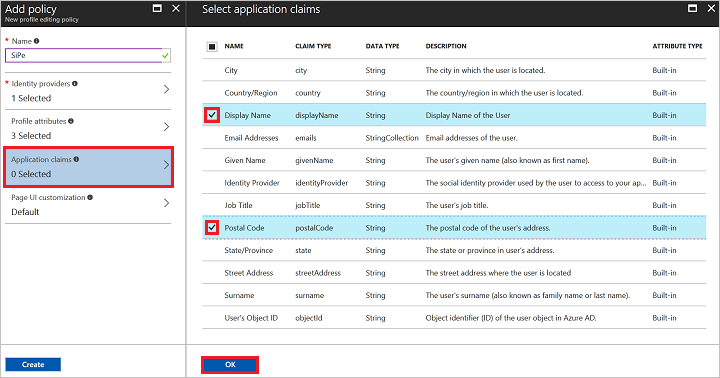 Add policy
New profile editing policy
* Name
SiPe
* Identity providers
1 Selected
Profile attributes
3 Selected
Application claims
0 Selected
Page UI customization
Default
Create
Select application claims
NAME CLAIM TYPE DATA TYPE DESCRIPTION ATTRIBUTE TYPE
City city String The city in which the user is located. Built-in
Country/Region country String The country/region in which the user is located. Built-in
Display Name displayName String Display Name of the User Built-in
Email Addresses emails StringCollection Email addresses of the user. Built-in
Given Name givenName String The user's given name (also known as first name). Built-in
Identity Provider identityProvider String The social identity provider used by the user to access to your ap... Built-in
Job Title jobTitle String The user's job title. Built-in
Postal Code postalCode String The postal code of the user's address. Built-in
State/Province state String The state or province in user's address. Built-in
Street Address streetAddress String The street address where the user is located Built-in
Surname surname String The user's surname (also known as family name or last name). Built-in
User's Object ID objectId String Object identifier (ID) of the user object in Azure AD. Built-in
OK